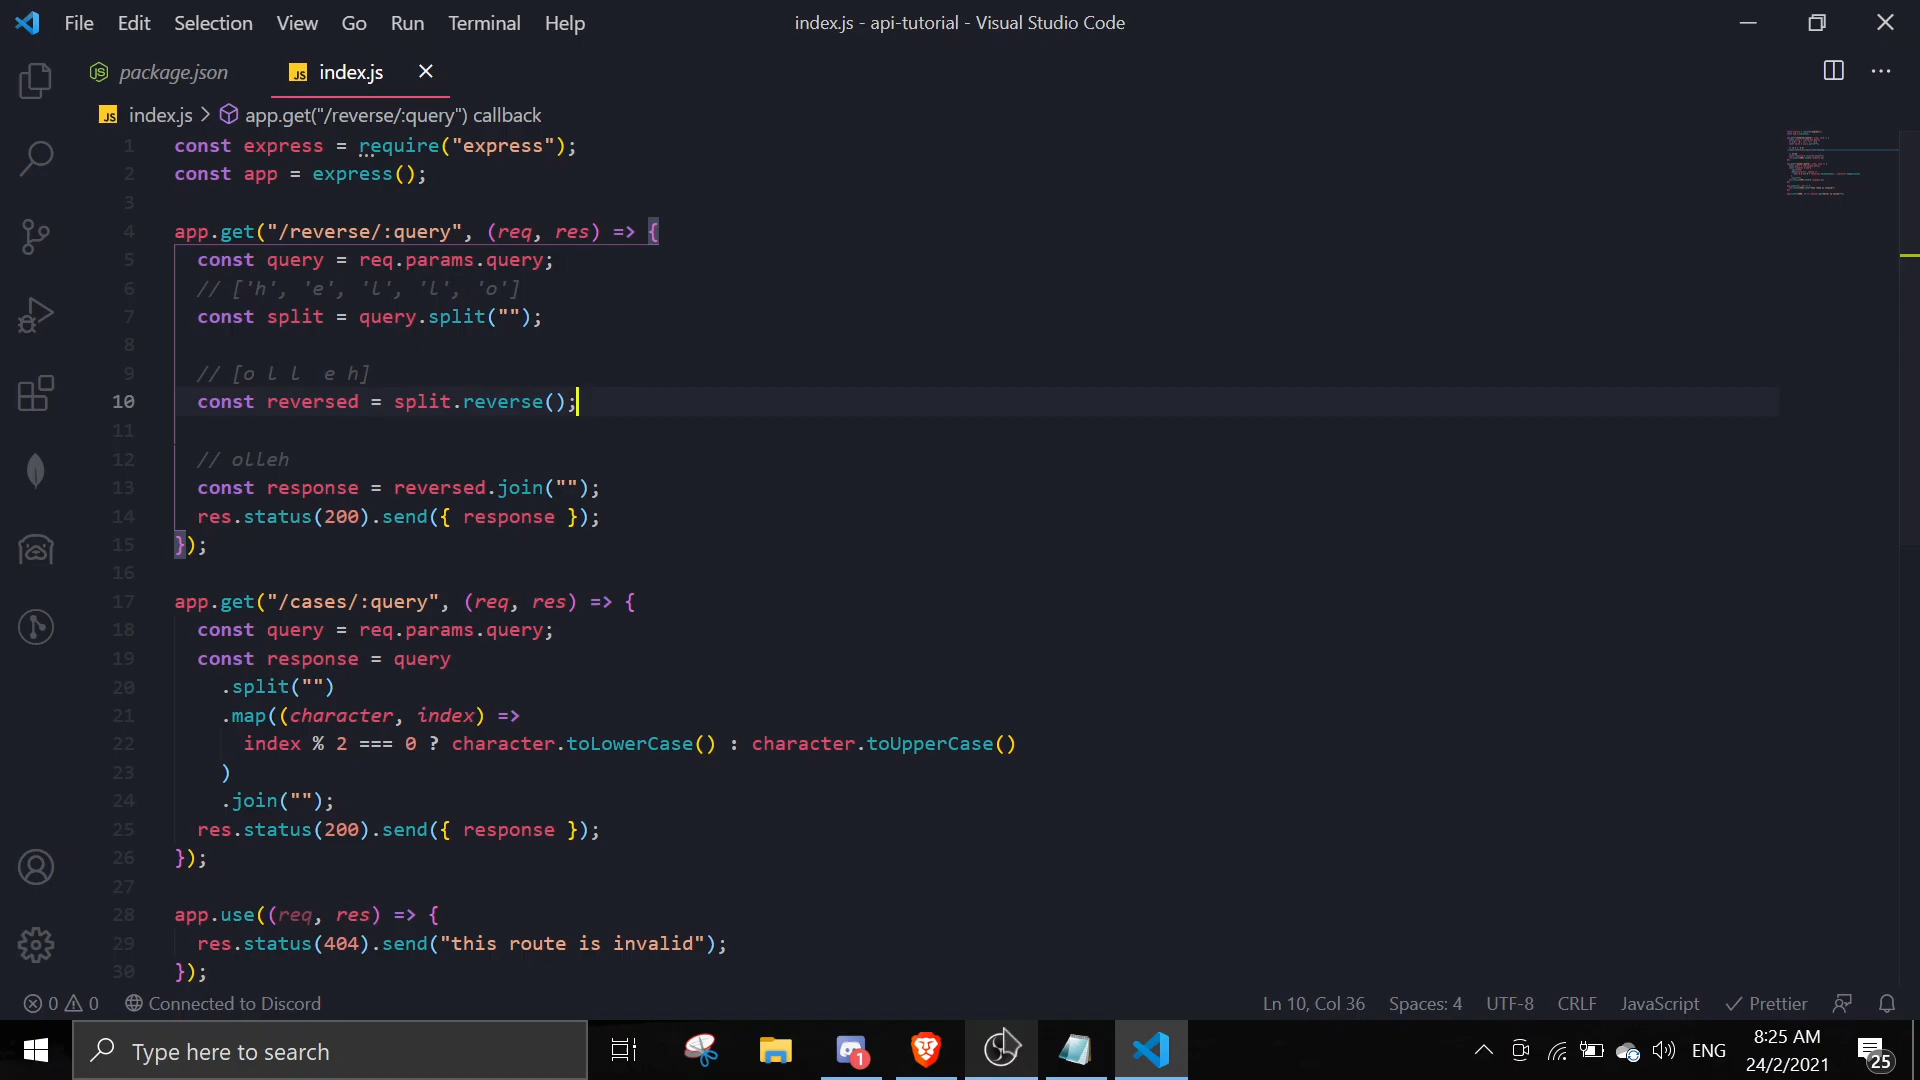 File Edit Selection View Go Run Terminal Help
index.js - api-tutorial - Visual Studio Code
package.json
JS index.js
JS index.js > app.get("/reverse/:query") callback
1 const express = require("express");
2 const app = express();
3
4 app.get("/reverse/:query", (req, res) => {
5 const query = req.params.query;
6 // ['h', 'e', 'l', 'l', 'o']
7 const split = query.split("");
8
9 // [o l l  e h]
10 const reversed = split.reverse();
11
12 // olleh
13 const response = reversed.join("");
14 res.status(200).send({ response });
15 });
16
17 app.get("/cases/:query", (req, res) => {
18 const query = req.params.query;
19 const response = query
20 .split("")
21 .map((character, index) =>
22 index % 2 === 0 ? character.toLowerCase() : character.toUpperCase()
23 )
24 .join("");
25 res.status(200).send({ response });
26 });
27
28 app.use((req, res) => {
29 res.status(404).send("this route is invalid");
30 });
0 0 Connected to Discord
Ln 10, Col 36 Spaces: 4 UTF-8 CRLF JavaScript Prettier
Type here to search
1
ENG
8:25 AM
24/2/2021
25